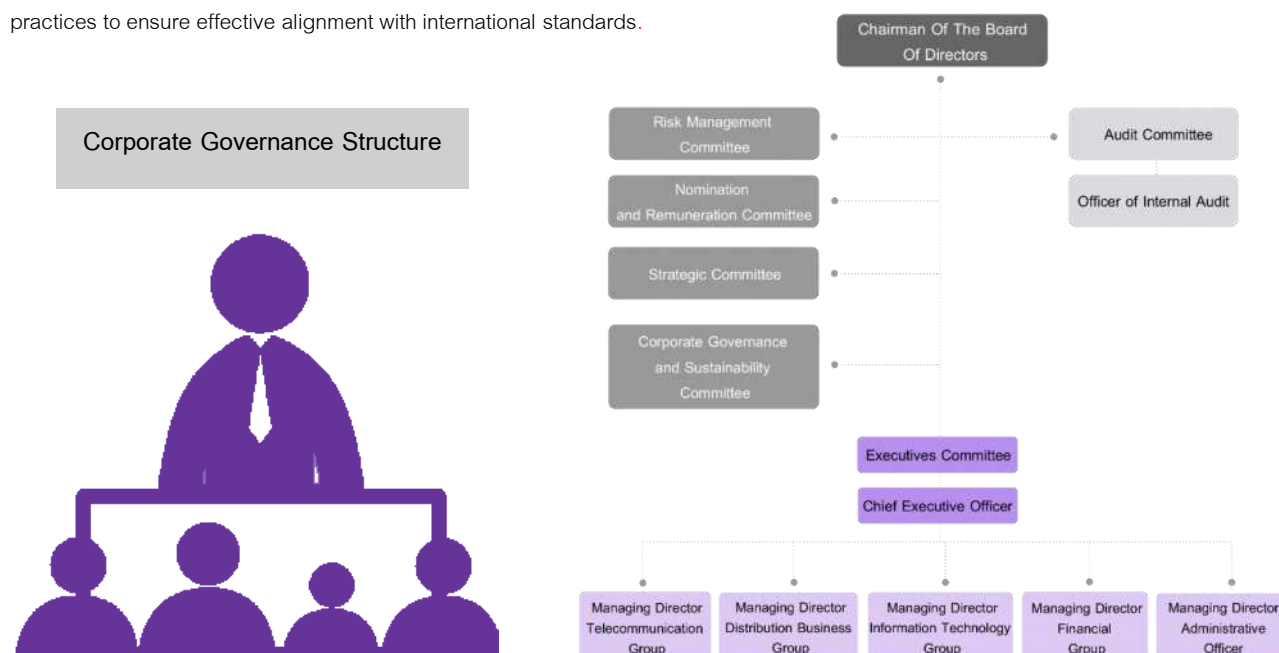 practices to ensure effective alignment with international standards.
Corporate Governance Structure
Chairman Of The Board
Of Directors
Risk Management
Committee
Audit Committee
Nomination
and Remuneration Committee
Officer of Internal Audit
Strategic Committee
Corporate Governance
and Sustainability
Committee
Executives Committee
Chief Executive Officer
Managing Director
Telecommunication
Group
Managing Director
Distribution Business
Group
Managing Director
Information Technology
Group
Managing Director
Financial
Group
Managing Director
Administrative
Officer